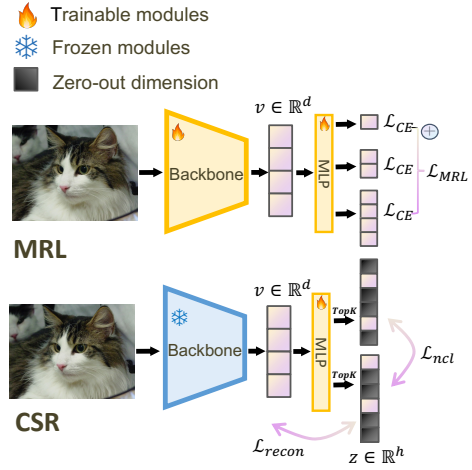 Trainable modules
Frozen modules
Zero-out dimension
v ∈ ℝ^d
Backbone
MLP
ℒ_CE
ℒ_CE
ℒ_CE
ℒ_MRL
MRL
v ∈ ℝ^d
Backbone
MLP
TopK
TopK
ℒ_ncl
CSR
ℒ_recon
z ∈ ℝ^h